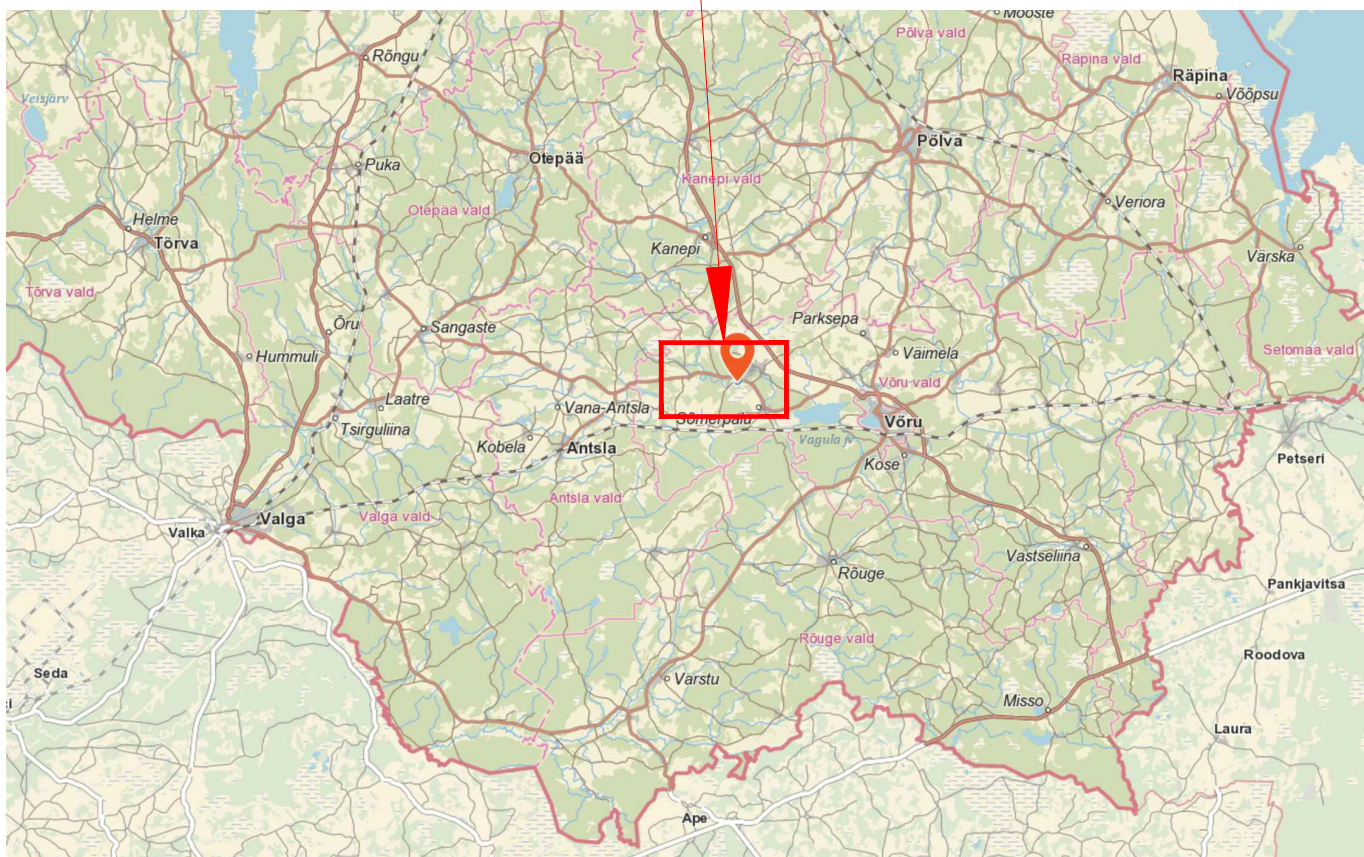 Mooste
Põlva vald
Räpina vald
Rõngu
Räpina
Võõpsu
Veisjärv
Põlva
Otepää
Puka
Kanepi vald
Veriora
Otepää vald
Helme
Tõrva
Kanepi
Värska
Tõrva vald
Õru
Sangaste
Parksepa
Hummuli
Väimela
Setomaa vald
Võru vald
Laatre
Vana-Antsla
Tsirguliina
Sõmerpalu
Võru
Kobela
Antsla
Vagula jv
Kose
Petseri
Antsla vald
Valga
Valga vald
Valka
Vastseliina
Rõuge
Pankjavitsa
Rõuge vald
Roodova
Seda
Varstu
Misso
Laura
Ape